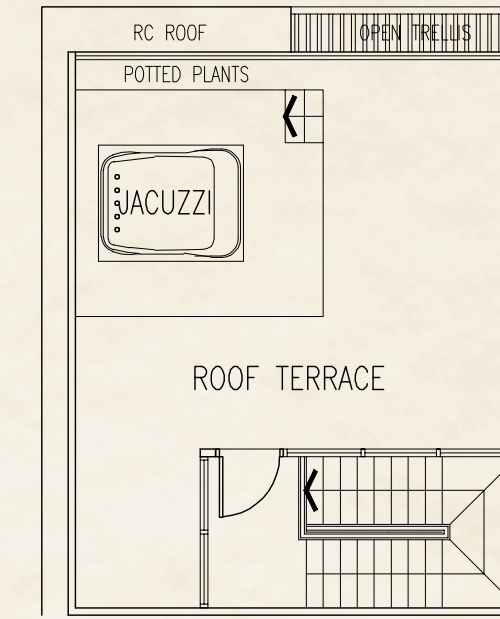 RC ROOF
OPEN TRELLIS
POTTED PLANTS
JACUZZI
ROOF TERRACE